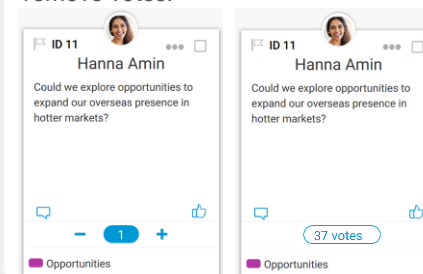 remove votes.
ID 11
Hanna Amin
Could we explore opportunities to
expand our overseas presence in
hotter markets?
1
Opportunities
ID 11
Hanna Amin
Could we explore opportunities to
expand our overseas presence in
hotter markets?
37 votes
Opportunities